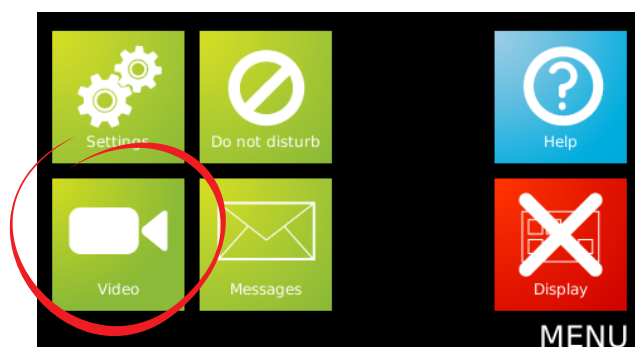 Settings
Do not disturb
Help
Video
Messages
Display
MENU